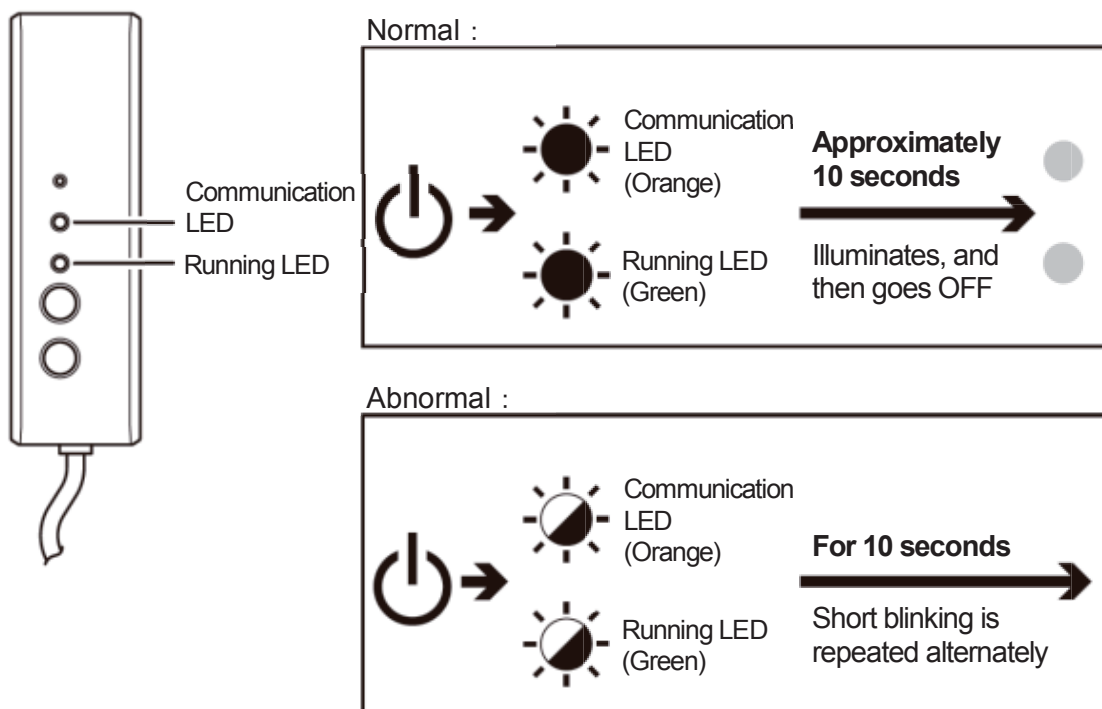 Normal :
Communication
LED
(Orange)
Approximately
10 seconds
Running LED
(Green)
Illuminates, and
then goes OFF
Communication
LED
Running LED
Abnormal :
Communication
LED
(Orange)
For 10 seconds
Running LED
(Green)
Short blinking is
repeated alternately